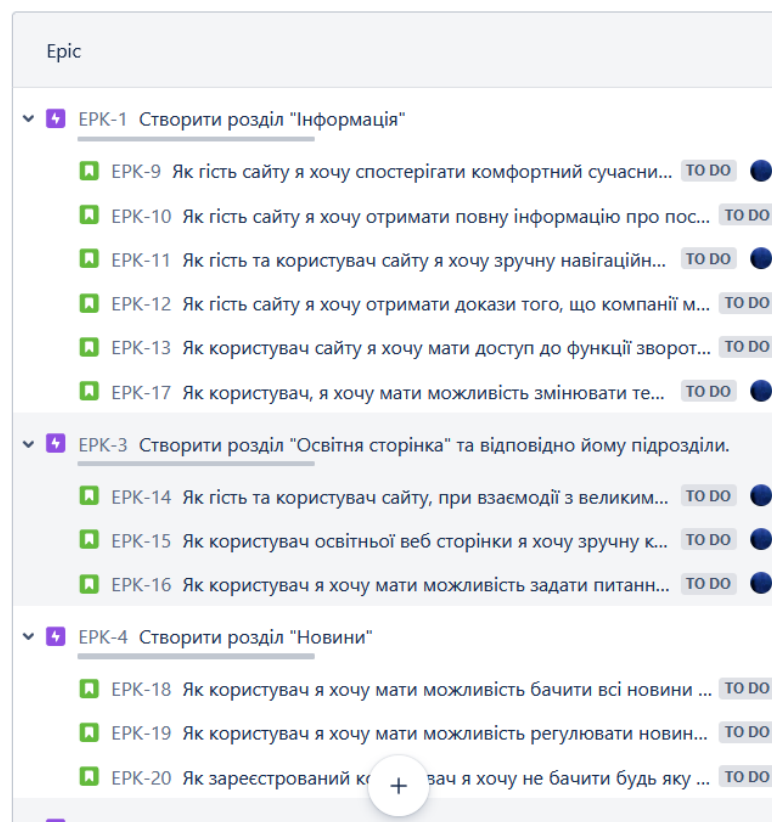 Epic
EPK-1 Створити розділ "Інформація"
EPK-9 Як гість сайту я хочу спостерігати комфортний сучасни... TO DO
EPK-10 Як гість сайту я хочу отримати повну інформацію про пос... TO DO
EPK-11 Як гість та користувач сайту я хочу зручну навігаційн... TO DO
EPK-12 Як гість сайту я хочу отримати докази того, що компанії м... TO DO
EPK-13 Як користувач сайту я хочу мати доступ до функції зворот... TO DO
EPK-17 Як користувач, я хочу мати можливість змінювати те... TO DO
EPK-3 Створити розділ "Освітня сторінка" та відповідно йому підрозділи.
EPK-14 Як гість та користувач сайту, при взаємодії з великим... TO DO
EPK-15 Як користувач освітньої веб сторінки я хочу зручну к... TO DO
EPK-16 Як користувач я хочу мати можливість задати питанн... TO DO
EPK-4 Створити розділ "Новини"
EPK-18 Як користувач я хочу мати можливість бачити всі новини ... TO DO
EPK-19 Як користувач я хочу мати можливість регулювати новин... TO DO
EPK-20 Як зареєстрований вач я хочу не бачити будь яку ... TO DO